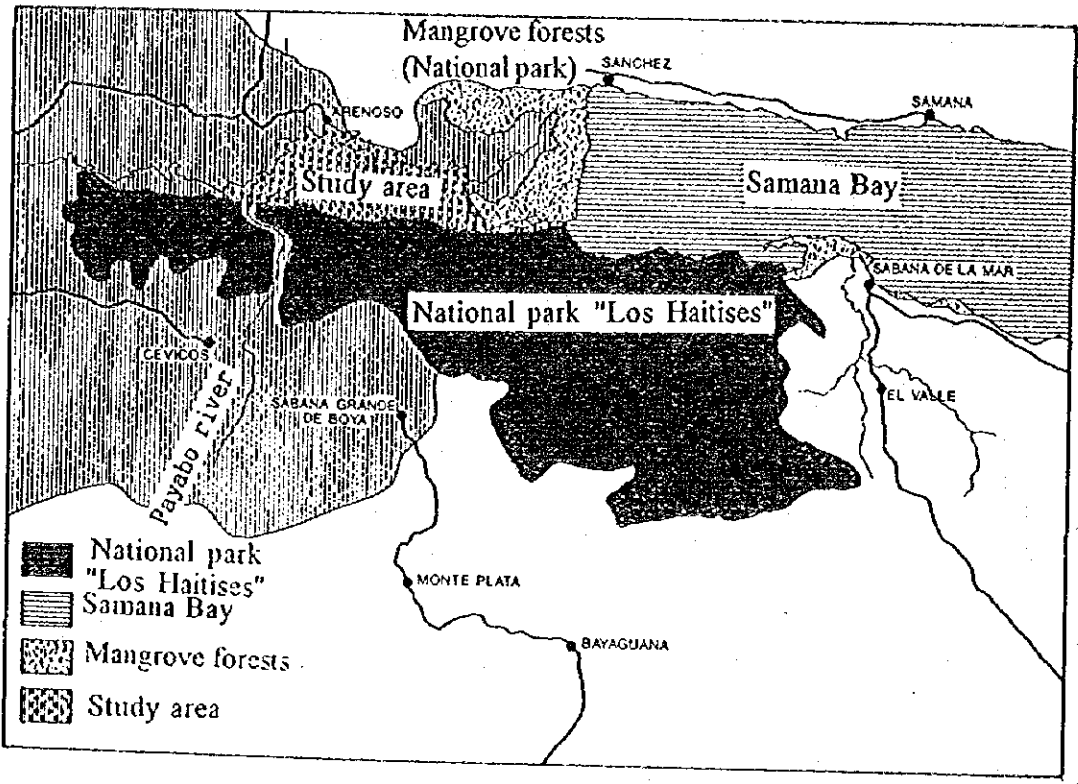 Mangrove forests
(National park)
SANCHEZ
SAMANA
ARENOSO
Study area
Samana Bay
SABANA DE LA MAR
National park "Los Haitises"
CEVICOS
EL VALLE
SABANA GRANDE
DE BOYA
Payabo river
National park
"Los Haitises"
Samana Bay
MONTE PLATA
Mangrove forests
BAYAGUANA
Study area